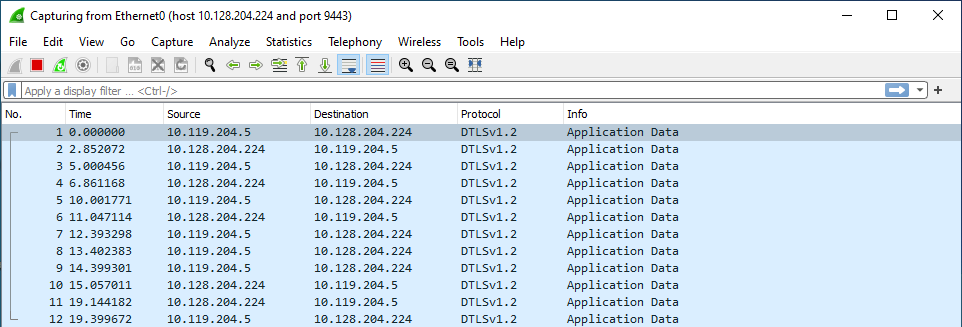 Capturing from Ethernet0 (host 10.128.204.224 and port 9443)
File Edit View Go Capture Analyze Statistics Telephony Wireless Tools Help
Apply a display filter ... <Ctrl-/>
No. Time Source Destination Protocol Info
1 0.000000 10.119.204.5 10.128.204.224 DTLSv1.2 Application Data
2 2.852072 10.128.204.224 10.119.204.5 DTLSv1.2 Application Data
3 5.000456 10.119.204.5 10.128.204.224 DTLSv1.2 Application Data
4 6.861168 10.128.204.224 10.119.204.5 DTLSv1.2 Application Data
5 10.001771 10.119.204.5 10.128.204.224 DTLSv1.2 Application Data
6 11.047114 10.128.204.224 10.119.204.5 DTLSv1.2 Application Data
7 12.393298 10.119.204.5 10.128.204.224 DTLSv1.2 Application Data
8 13.402383 10.119.204.5 10.128.204.224 DTLSv1.2 Application Data
9 14.399301 10.119.204.5 10.128.204.224 DTLSv1.2 Application Data
10 15.057011 10.128.204.224 10.119.204.5 DTLSv1.2 Application Data
11 19.144182 10.128.204.224 10.119.204.5 DTLSv1.2 Application Data
12 19.399672 10.119.204.5 10.128.204.224 DTLSv1.2 Application Data